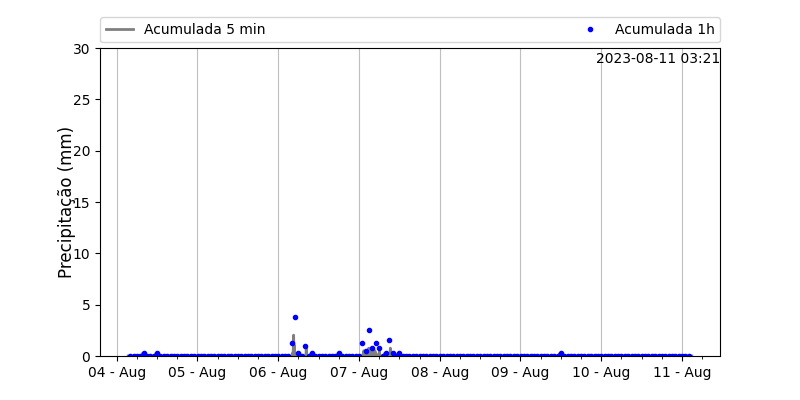 Acumulada 5 min
Acumulada 1h
2023-08-11 03:21
Precipitação (mm)
30
25
20
15
10
5
0
04 - Aug
05 - Aug
06 - Aug
07 - Aug
08 - Aug
09 - Aug
10 - Aug
11 - Aug